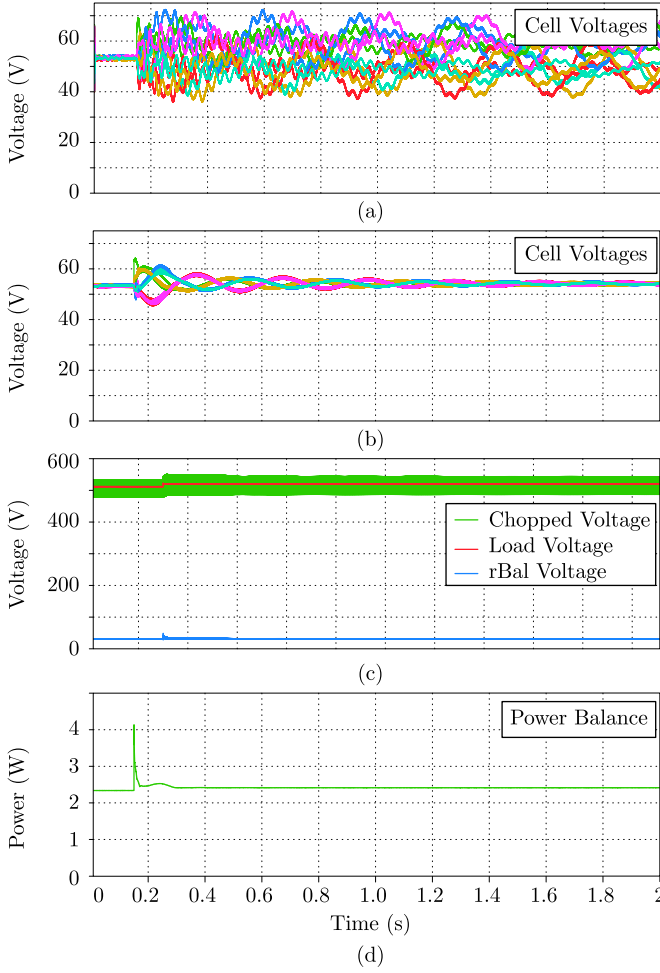 Cell Voltages
Voltage (V)
60
40
20
0
(a)
Cell Voltages
Voltage (V)
60
40
20
0
(b)
600
400
200
0
Voltage (V)
Chopped Voltage
Load Voltage
rBal Voltage
(c)
Power Balance
Power (W)
4
3
2
1
0
0 0.2 0.4 0.6 0.8 1.0 1.2 1.4 1.6 1.8 2
Time (s)
(d)